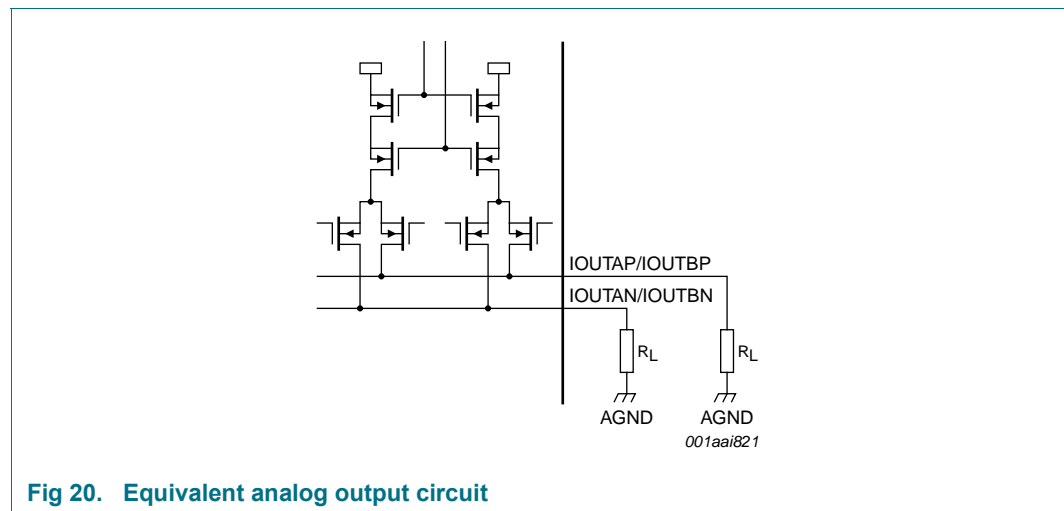 IOUTAP/IOUTBP
IOUTAN/IOUTBN
RL RL
AGND AGND
001aai821
Fig 20. Equivalent analog output circuit